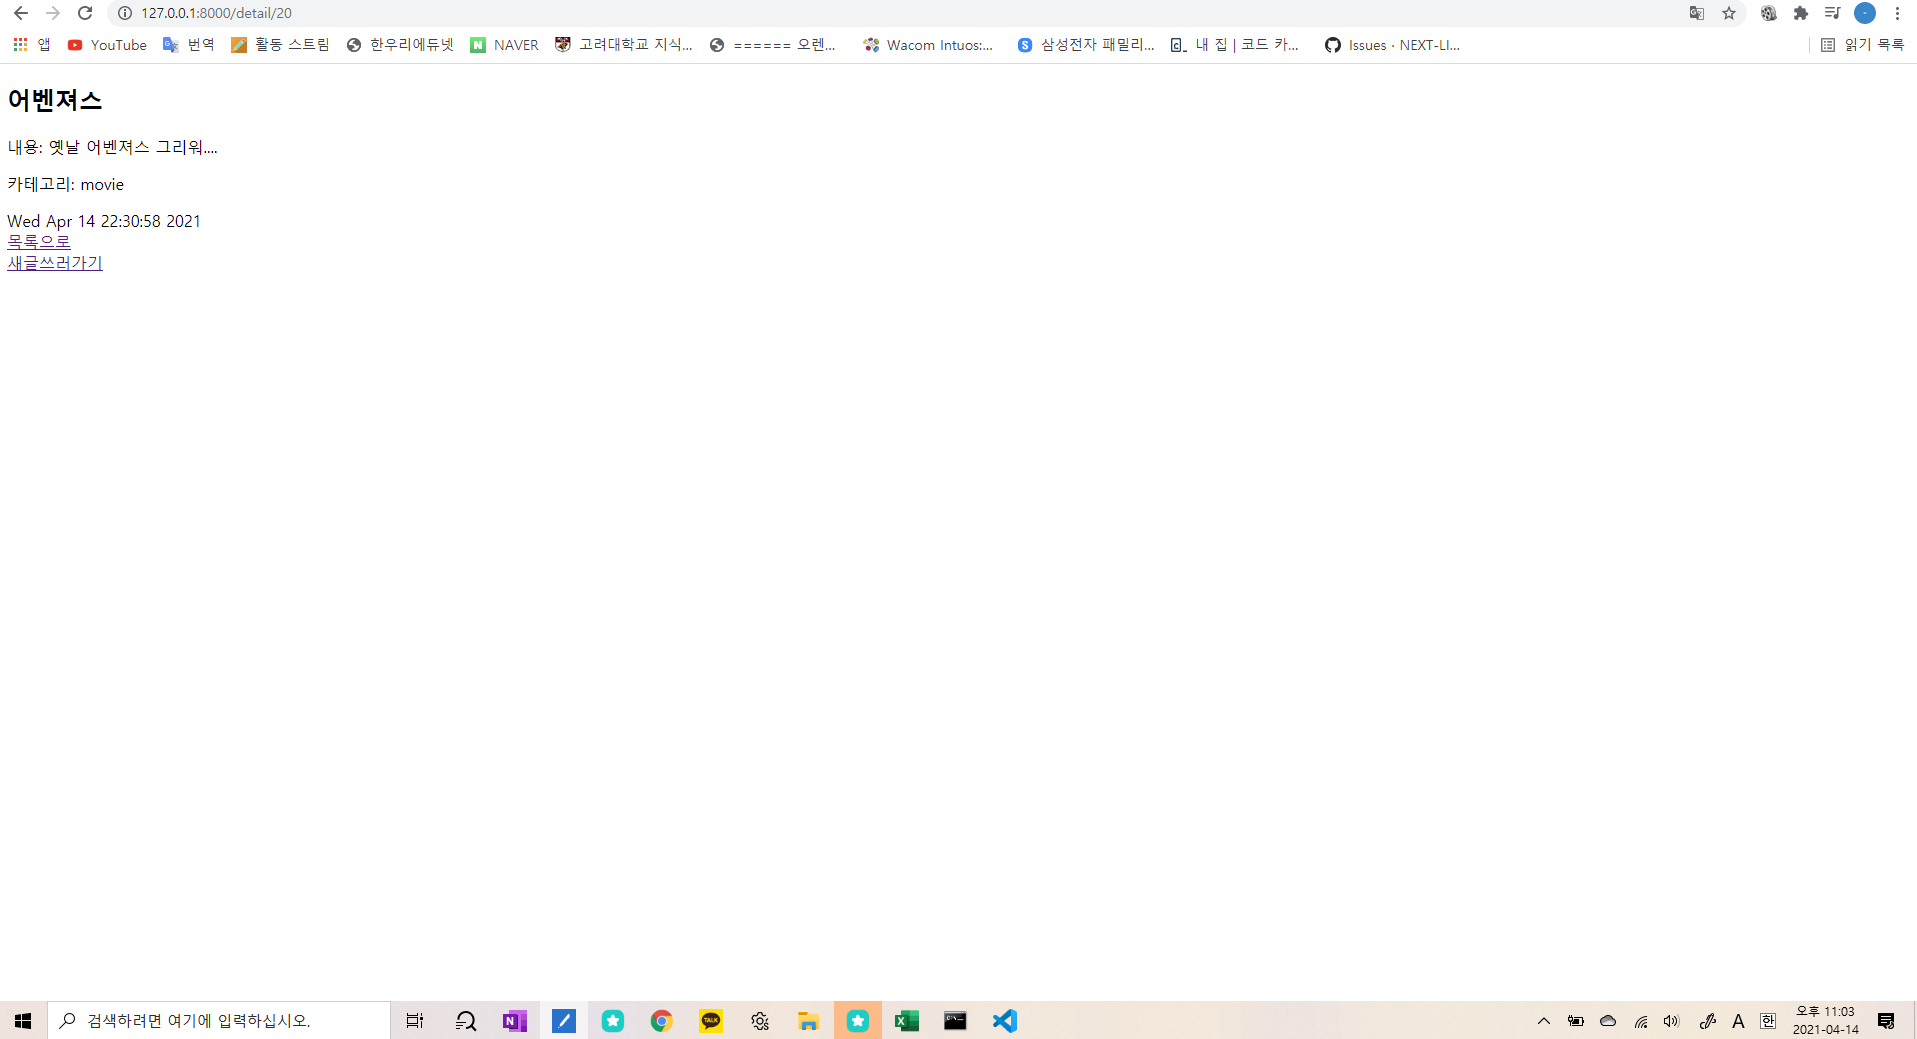 127.0.0.1:8000/detail/20
앱 YouTube 번역 활동 스트림 한우리에듀넷 NAVER 고려대학교 지식... ====== 오렌... Wacom Intuos:... 삼성전자 패밀리... 내 집 | 코드 카... Issues · NEXT-LI... 읽기 목록
어벤져스
내용: 옛날 어벤져스 그리워....
카테고리: movie
Wed Apr 14 22:30:58 2021
목록으로
새글쓰러가기
검색하려면 여기에 입력하십시오.
TALK
A 한
오후 11:03
2021-04-14